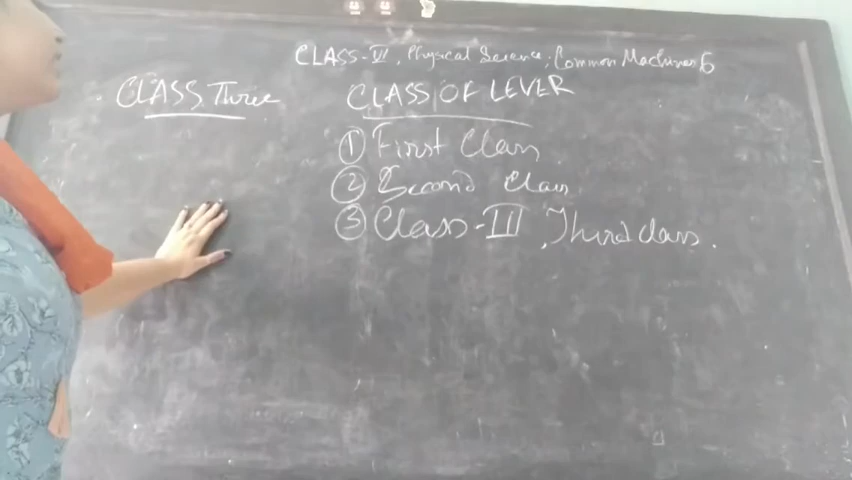 CLASS-VI, Physical Science; Common Machines 6
CLASS Three
CLASS OF LEVER
① First Class
② Second Class
③ Class-III, Third class.